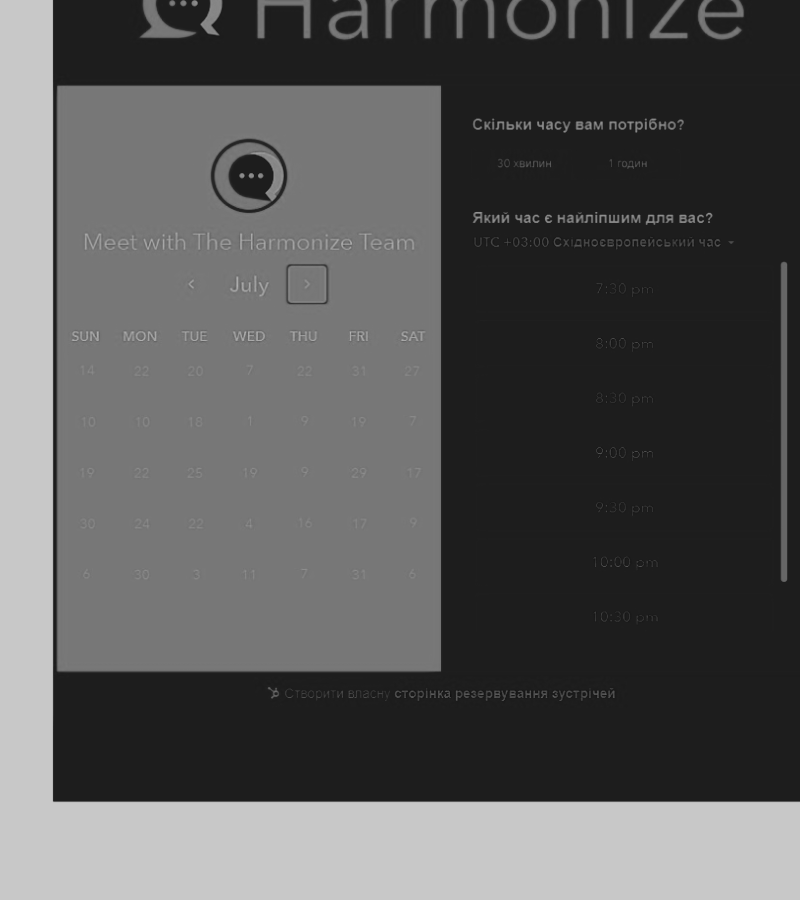 Harmonize
Meet with The Harmonize Team
July
SUN MON TUE WED THU FRI SAT
14 22 20 7 22 31 27
10 10 18 1 9 19 7
19 22 25 19 9 29 17
30 24 22 4 16 17 9
6 30 3 11 7 31 6
Скільки часу вам потрібно?
30 хвилин 1 годин
Який час є найліпшим для вас?
UTC +03:00 Східноєвропейський час
7:30 pm
8:00 pm
8:30 pm
9:00 pm
9:30 pm
10:00 pm
10:30 pm
Створити власну сторінка резервування зустрічей